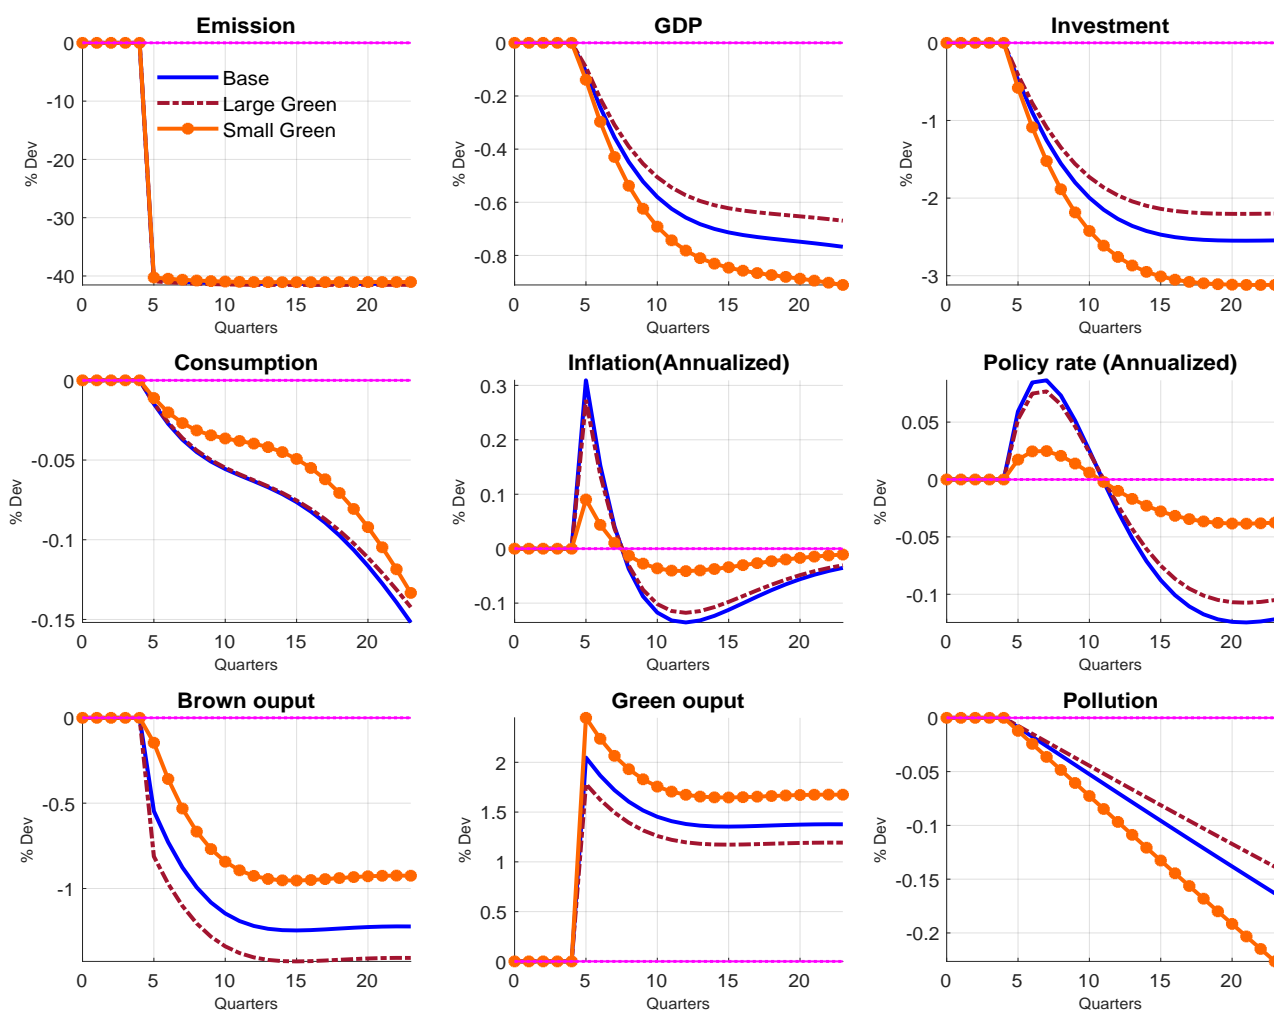 Emission
0
-10
-20
-30
-40
% Dev
Base
Large Green
Small Green
0 5 10 15 20
Quarters
GDP
0
-0.2
-0.4
-0.6
-0.8
% Dev
0 5 10 15 20
Quarters
Investment
0
-1
-2
-3
% Dev
0 5 10 15 20
Quarters
Consumption
0
-0.05
-0.1
-0.15
% Dev
0 5 10 15 20
Quarters
Inflation(Annualized)
0.3
0.2
0.1
0
-0.1
% Dev
0 5 10 15 20
Quarters
Policy rate (Annualized)
0.05
0
-0.05
-0.1
% Dev
0 5 10 15 20
Quarters
Brown ouput
0
-0.5
-1
% Dev
0 5 10 15 20
Quarters
Green ouput
2
1.5
1
0.5
0
% Dev
0 5 10 15 20
Quarters
Pollution
0
-0.05
-0.1
-0.15
-0.2
% Dev
0 5 10 15 20
Quarters